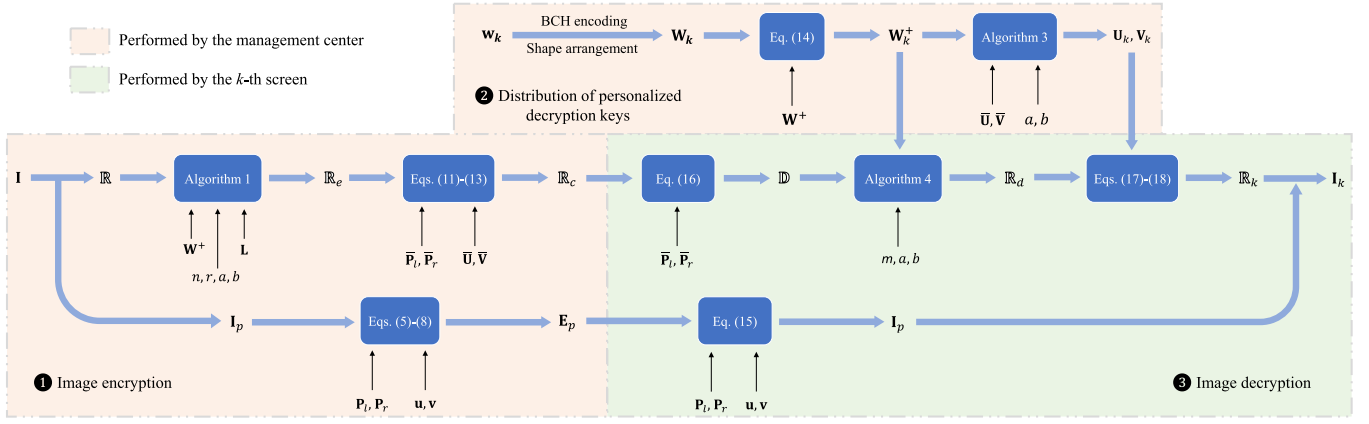 Performed by the management center
Performed by the k-th screen
w_k
BCH encoding
Shape arrangement
W_k
Eq. (14)
W_k^+
Algorithm 3
U_k, V_k
W^+
U̅, V̅
a, b
❷ Distribution of personalized
decryption keys
I
ℝ
Algorithm 1
ℝ_e
Eqs. (11)-(13)
ℝ_c
Eq. (16)
𝔻
Algorithm 4
ℝ_d
Eqs. (17)-(18)
ℝ_k
I_k
W^+
n, r, a, b
L
P̅_l, P̅_r
U̅, V̅
P̅_l, P̅_r
m, a, b
I_p
Eqs. (5)-(8)
E_p
Eq. (15)
I_p
P_l, P_r
u, v
P_l, P_r
u, v
❶ Image encryption
❸ Image decryption